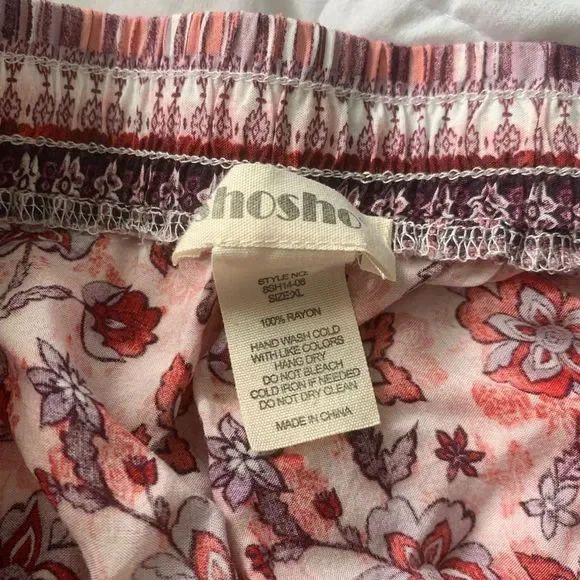 shosho
STYLE NO:
SSH14-08
SIZE:XL
100% RAYON
HAND WASH COLD
WITH LIKE COLORS
HANG DRY
DO NOT BLEACH
COLD IRON IF NEEDED
DO NOT DRY CLEAN
MADE IN CHINA